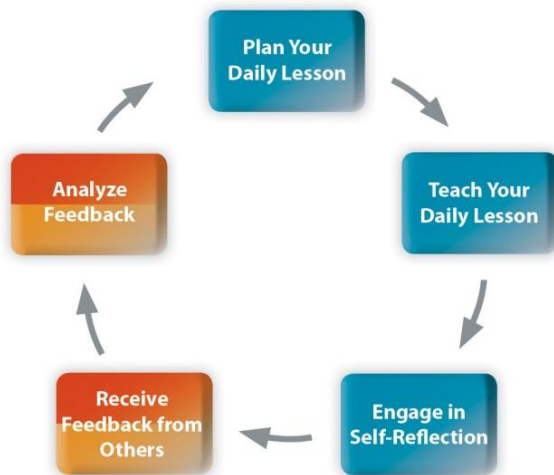 Plan Your
Daily Lesson
Teach Your
Daily Lesson
Engage in
Self-Reflection
Receive
Feedback from
Others
Analyze
Feedback